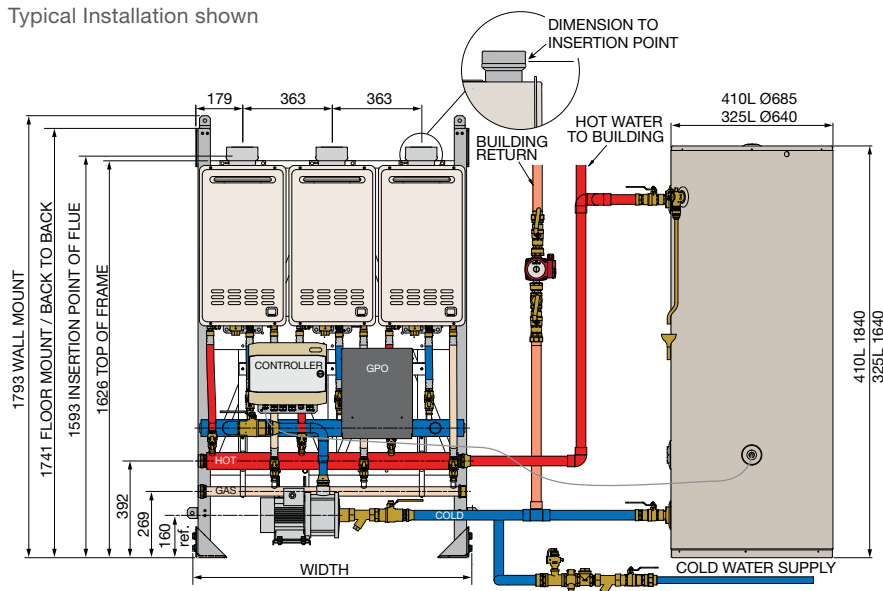 Typical Installation shown
DIMENSION TO
INSERTION POINT
179
363
363
410L Ø685
325L Ø640
HOT WATER
TO BUILDING
BUILDING
RETURN
1793 WALL MOUNT
1741 FLOOR MOUNT / BACK TO BACK
1593 INSERTION POINT OF FLUE
1626 TOP OF FRAME
410L 1840
325L 1640
CONTROLLER
GPO
HOT
GAS
COLD
392
269
160
ref.
WIDTH
COLD WATER SUPPLY